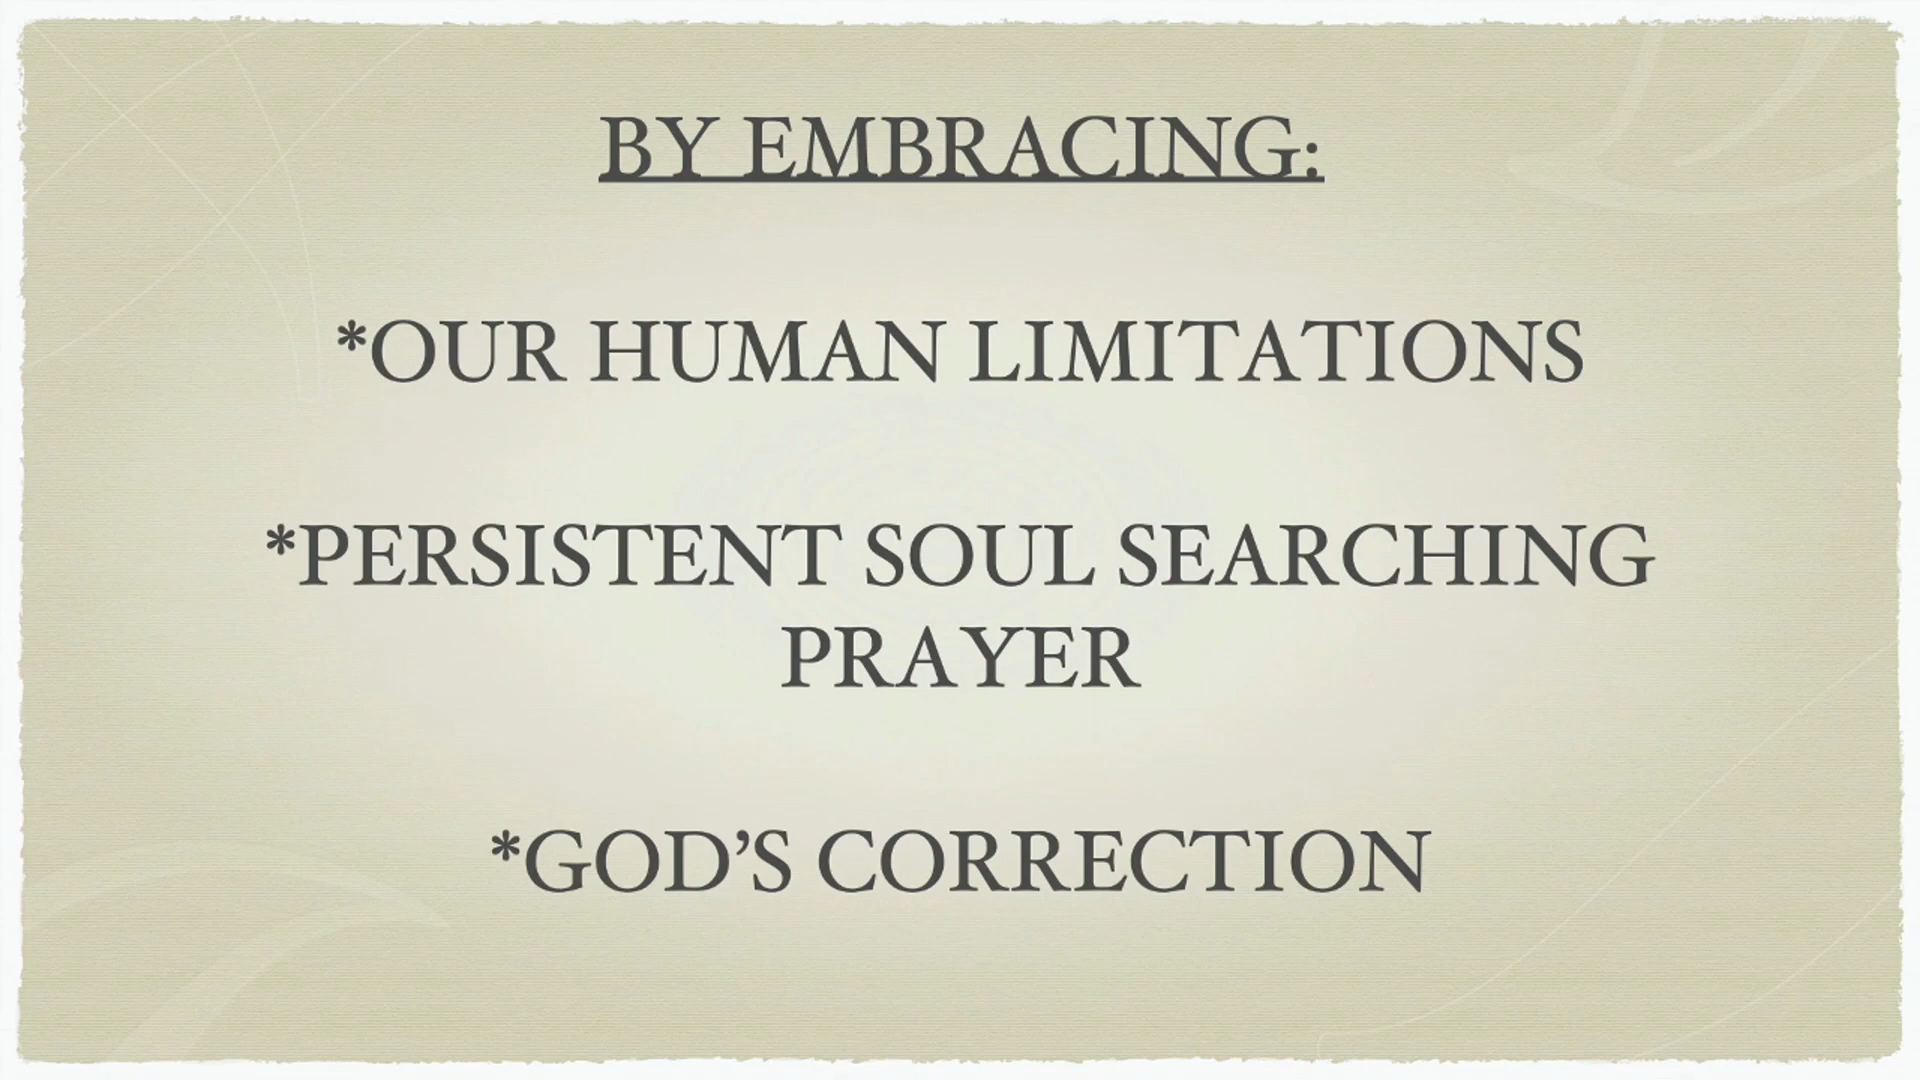 BY EMBRACING:
*OUR HUMAN LIMITATIONS
*PERSISTENT SOUL SEARCHING
PRAYER
*GOD’S CORRECTION